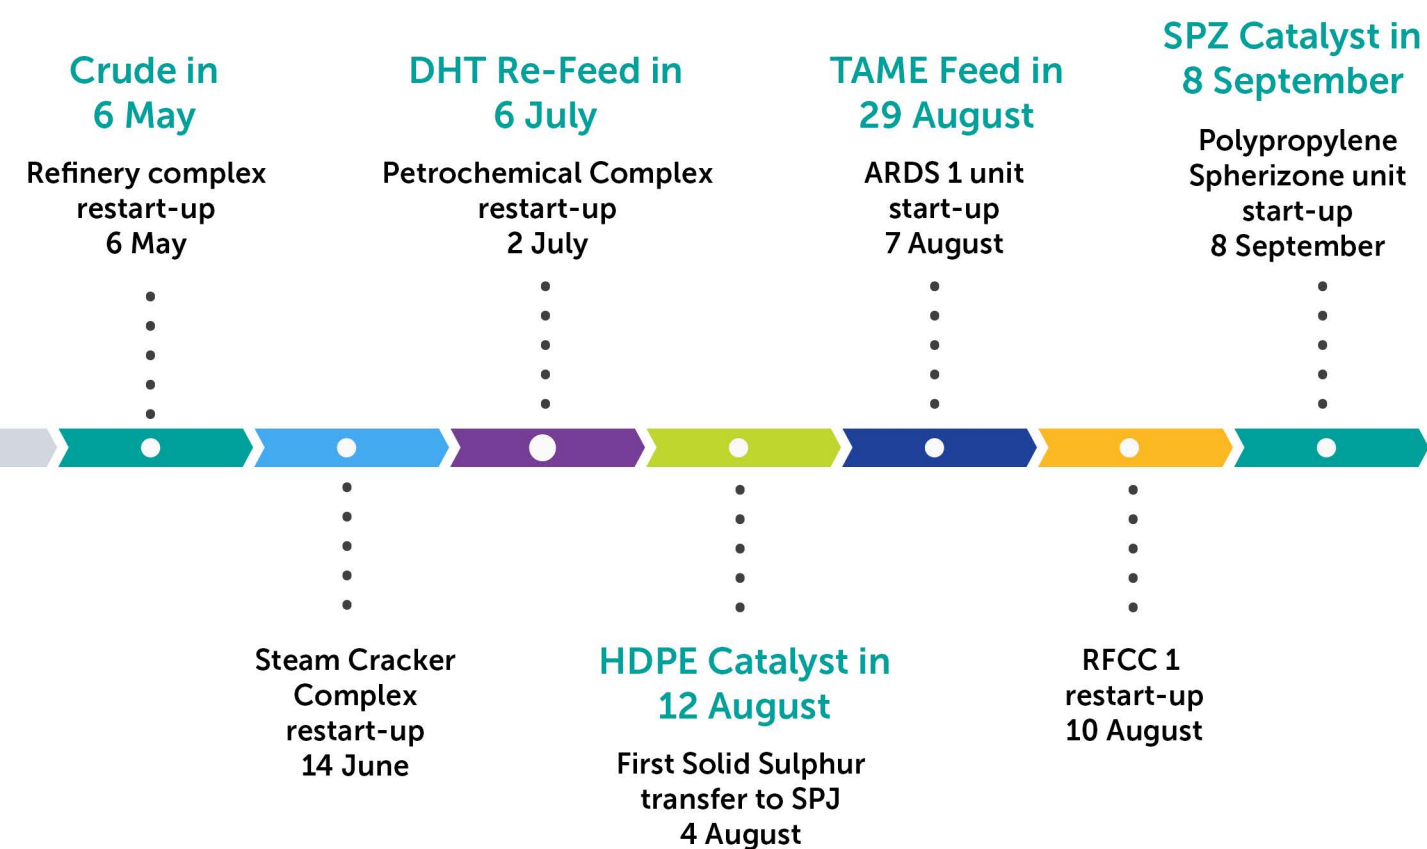 Crude in
6 May
Refinery complex
restart-up
6 May
Steam Cracker
Complex
restart-up
14 June
DHT Re-Feed in
6 July
Petrochemical Complex
restart-up
2 July
HDPE Catalyst in
12 August
First Solid Sulphur
transfer to SPJ
4 August
TAME Feed in
29 August
ARDS 1 unit
start-up
7 August
RFCC 1
restart-up
10 August
SPZ Catalyst in
8 September
Polypropylene
Spherizone unit
start-up
8 September